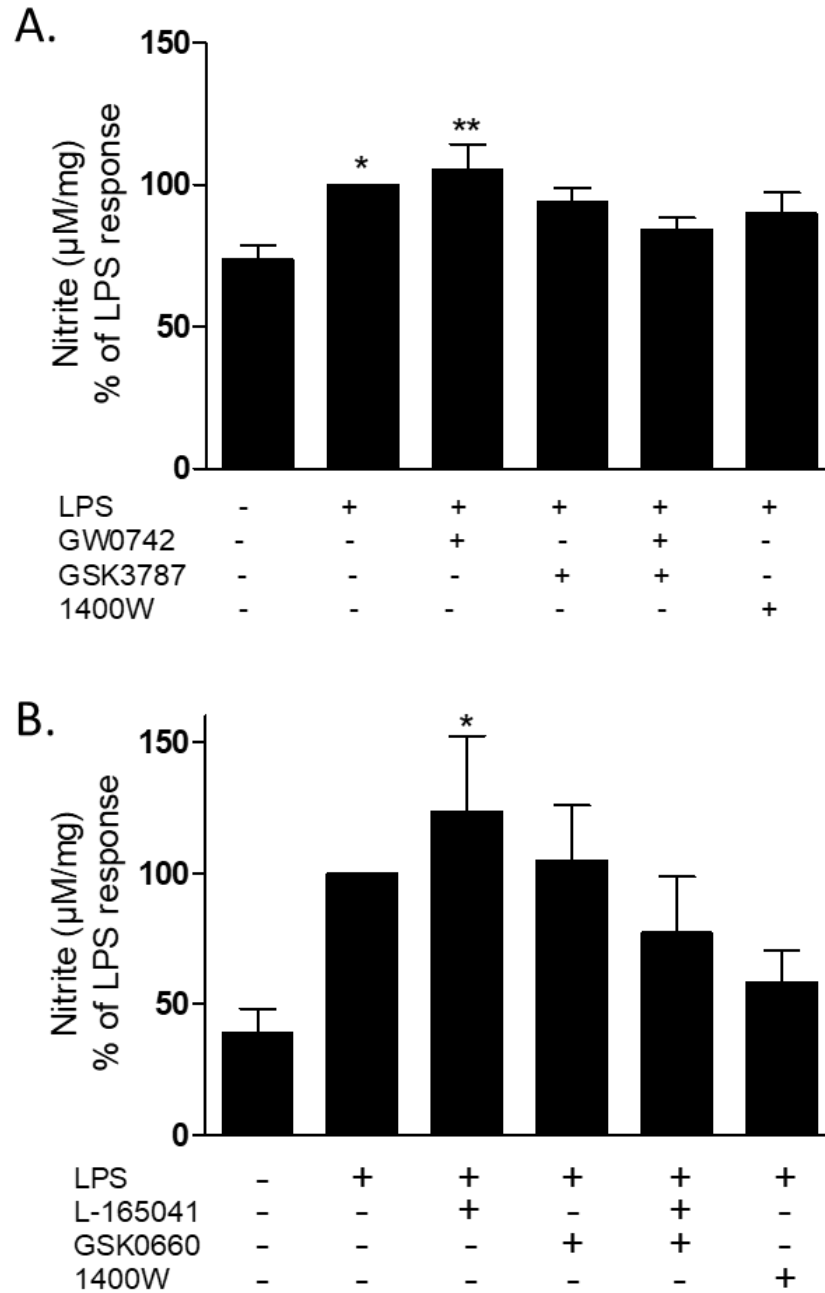 A.
Nitrite (µM/mg)
% of LPS response
150
100
50
0
*
**
LPS - + + + + +
GW0742 - - + - + -
GSK3787 - - - + + -
1400W - - - - - +
B.
Nitrite (µM/mg)
% of LPS response
150
100
50
0
*
LPS - + + + + +
L-165041 - - + - + -
GSK0660 - - - + + -
1400W - - - - - +